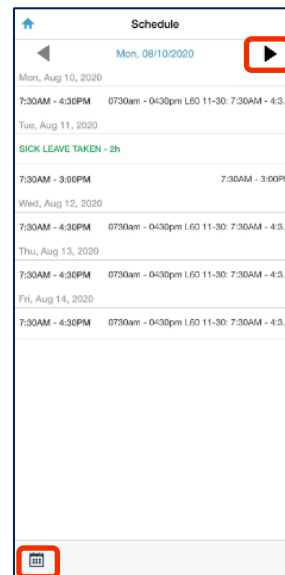 Schedule
Mon, 08/10/2020
Mon, Aug 10, 2020
7:30AM - 4:30PM 0730am - 0430pm L60 11-30: 7:30AM - 4:3.
Tue, Aug 11, 2020
SICK LEAVE TAKEN - 2h
7:30AM - 3:00PM 7:30AM - 3:00P
Wed, Aug 12, 2020
7:30AM - 4:30PM 0730am - 0430pm L60 11-30: 7:30AM - 4:3.
Thu, Aug 13, 2020
7:30AM - 4:30PM 0730am - 0430pm L60 11-30: 7:30AM - 4:3.
Fri, Aug 14, 2020
7:30AM - 4:30PM 0730am - 0430pm L60 11-30: 7:30AM - 4:3.